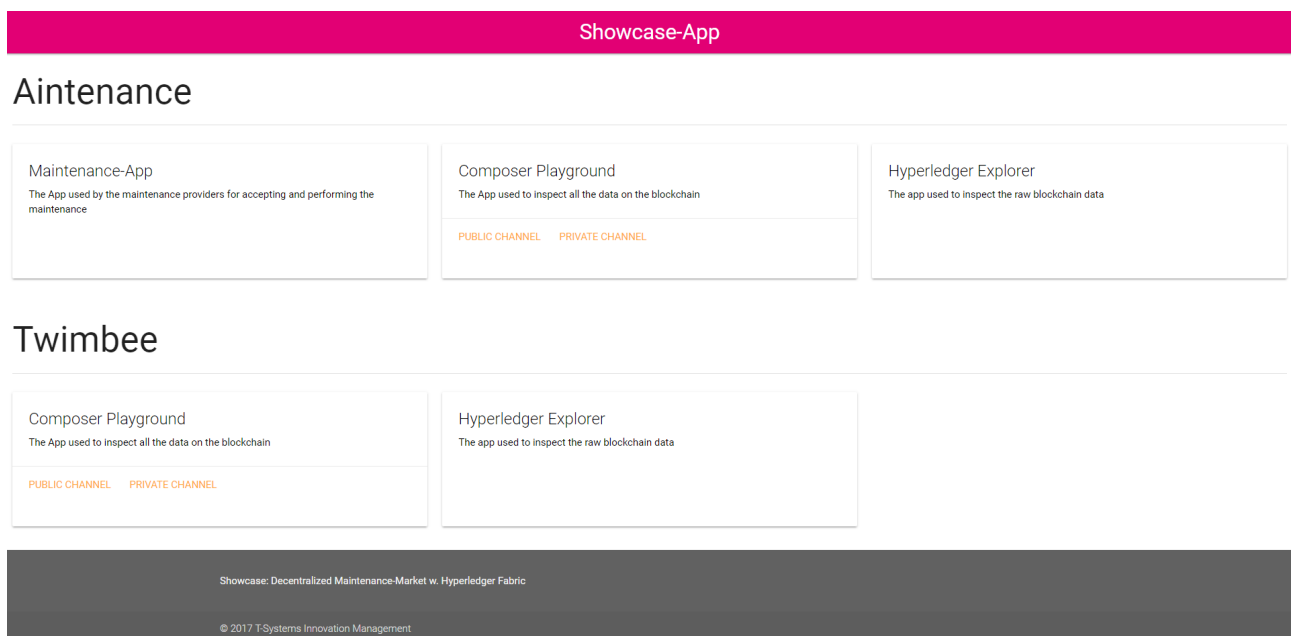 Showcase-App
Aintenance
Maintenance-App
The App used by the maintenance providers for accepting and performing the
maintenance
Composer Playground
The App used to inspect all the data on the blockchain
PUBLIC CHANNEL PRIVATE CHANNEL
Hyperledger Explorer
The app used to inspect the raw blockchain data
Twimbee
Composer Playground
The App used to inspect all the data on the blockchain
PUBLIC CHANNEL PRIVATE CHANNEL
Hyperledger Explorer
The app used to inspect the raw blockchain data
Showcase: Decentralized Maintenance-Market w. Hyperledger Fabric
© 2017 T-Systems Innovation Management